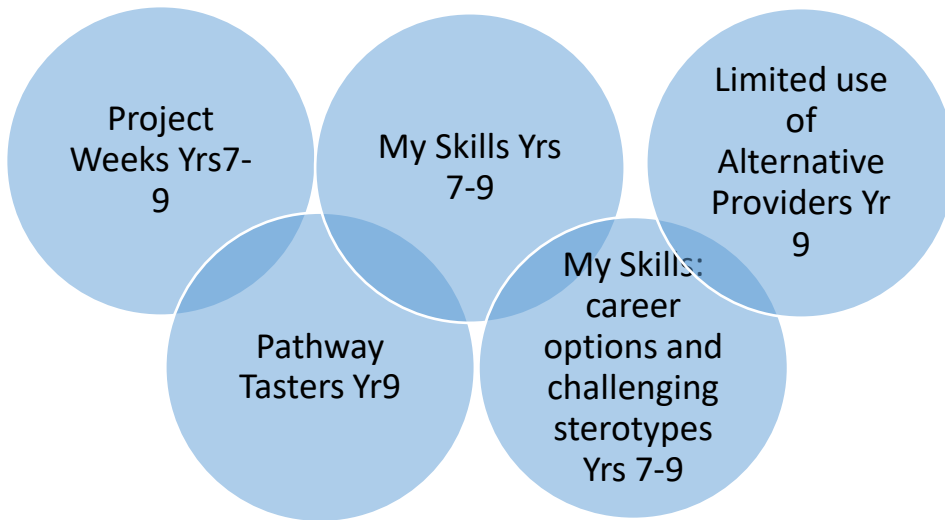 Project
Weeks Yrs7-
9
My Skills Yrs
7-9
Limited use
of
Alternative
Providers Yr
9
Pathway
Tasters Yr9
My Skills:
career
options and
challenging
sterotypes
Yrs 7-9